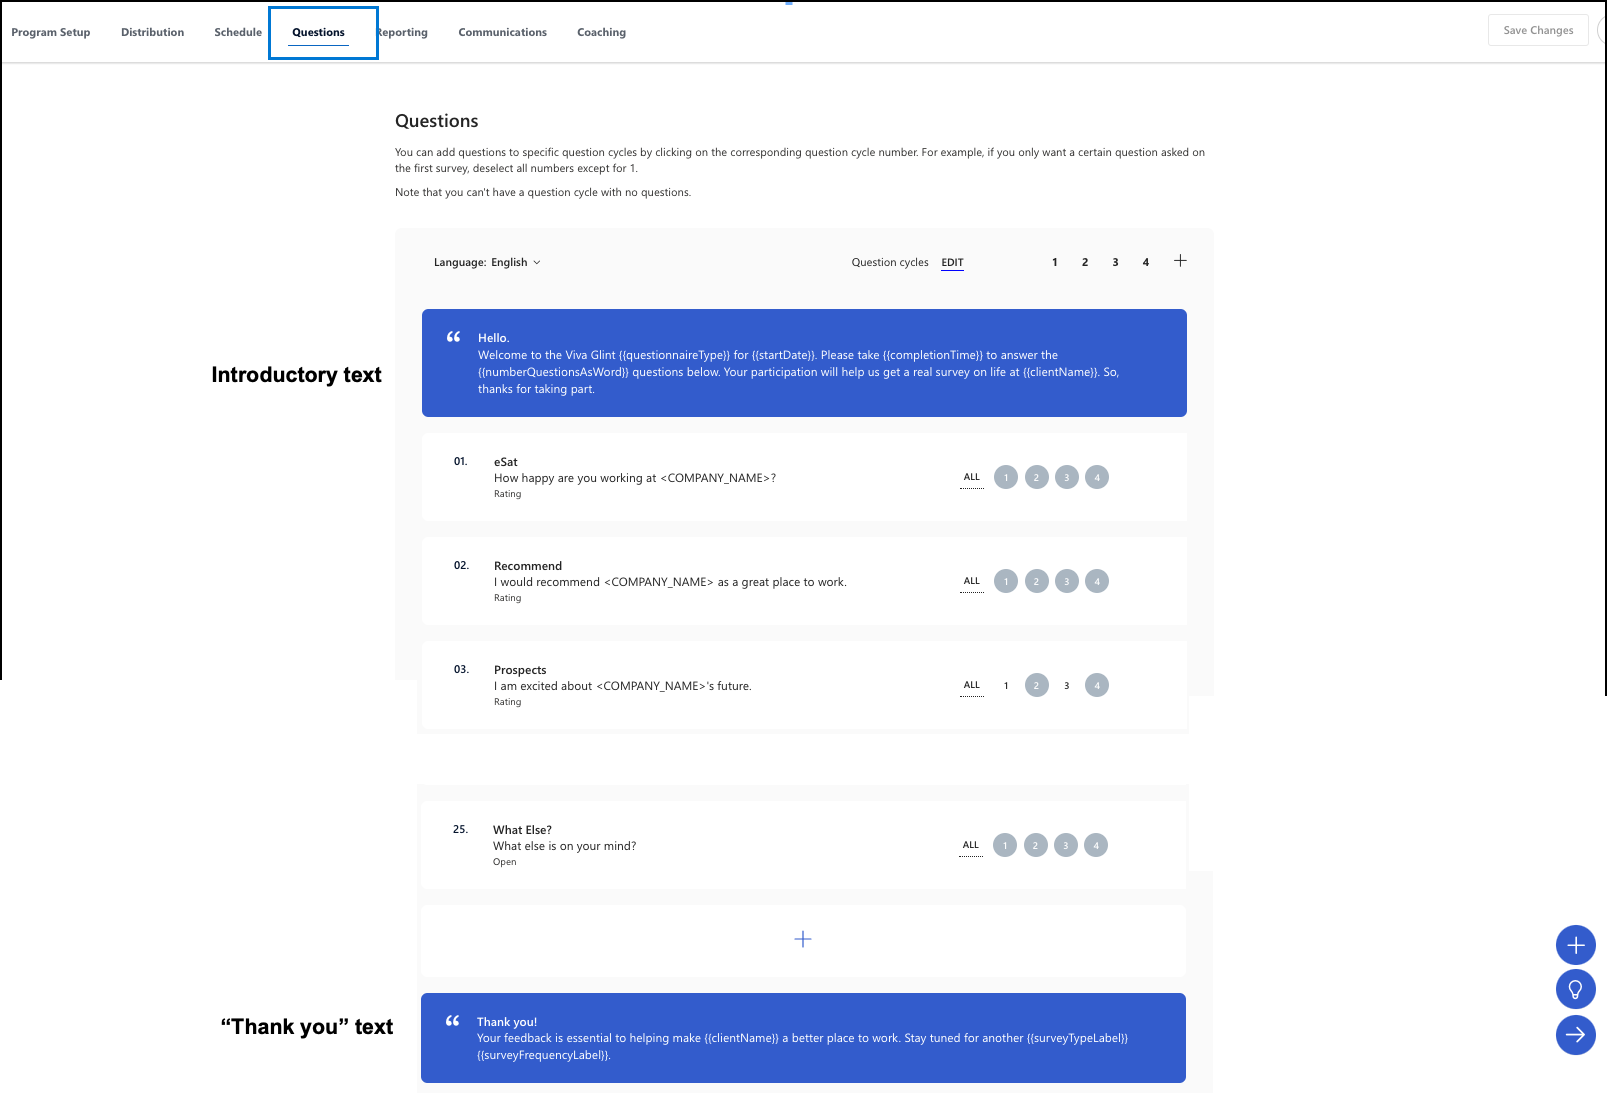 Program Setup Distribution Schedule Questions Reporting Communications Coaching Save Changes
Questions
You can add questions to specific question cycles by clicking on the corresponding question cycle number. For example, if you only want a certain question asked on
the first survey, deselect all numbers except for 1.
Note that you can't have a question cycle with no questions.
Language: English Question cycles EDIT 1 2 3 4
Introductory text
“ Hello.
Welcome to the Viva Glint {{questionnaireType}} for {{startDate}}. Please take {{completionTime}} to answer the
{{numberQuestionsAsWord}} questions below. Your participation will help us get a real survey on life at {{clientName}}. So,
thanks for taking part.
01. eSat
How happy are you working at <COMPANY_NAME>?
Rating
ALL 1 2 3 4
02. Recommend
I would recommend <COMPANY_NAME> as a great place to work.
Rating
ALL 1 2 3 4
03. Prospects
I am excited about <COMPANY_NAME>'s future.
Rating
ALL 1 2 3 4
25. What Else?
What else is on your mind?
Open
ALL 1 2 3 4
“Thank you” text
“ Thank you!
Your feedback is essential to helping make {{clientName}} a better place to work. Stay tuned for another {{surveyTypeLabel}}
{{surveyFrequencyLabel}}.